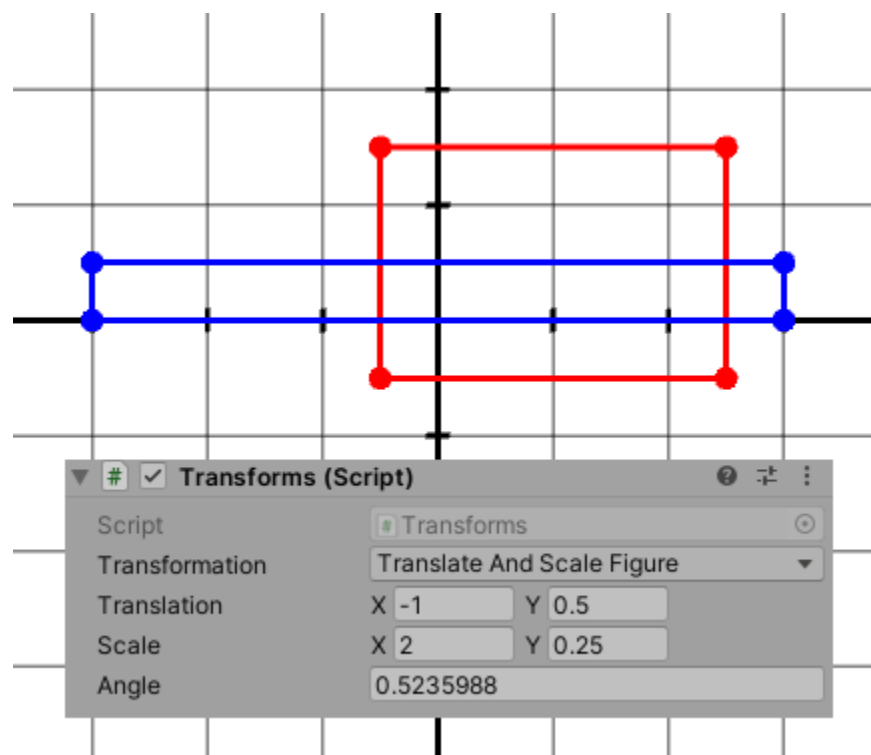 # Transforms (Script)
Script # Transforms
Transformation Translate And Scale Figure
Translation X -1 Y 0.5
Scale X 2 Y 0.25
Angle 0.5235988